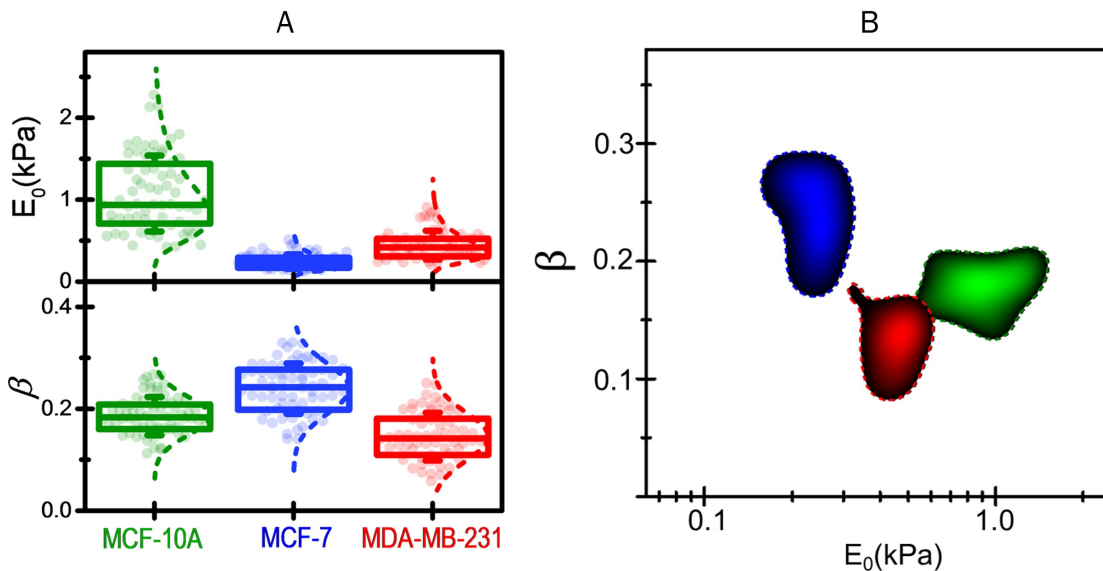 A
E₀(kPa)
2
1
0
β
0.4
0.2
0.0
MCF-10A MCF-7 MDA-MB-231
B
β
0.3
0.2
0.1
0.1 1.0
E₀(kPa)